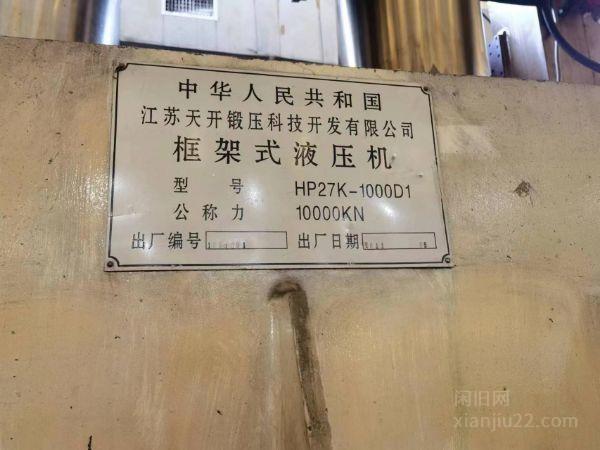 中华人民共和国
江苏天开锻压科技开发有限公司
框架式液压机
型 号 HP27K-1000D1
公称力 10000KN
出厂编号 出厂日期
闲旧网
xianjiu22.com